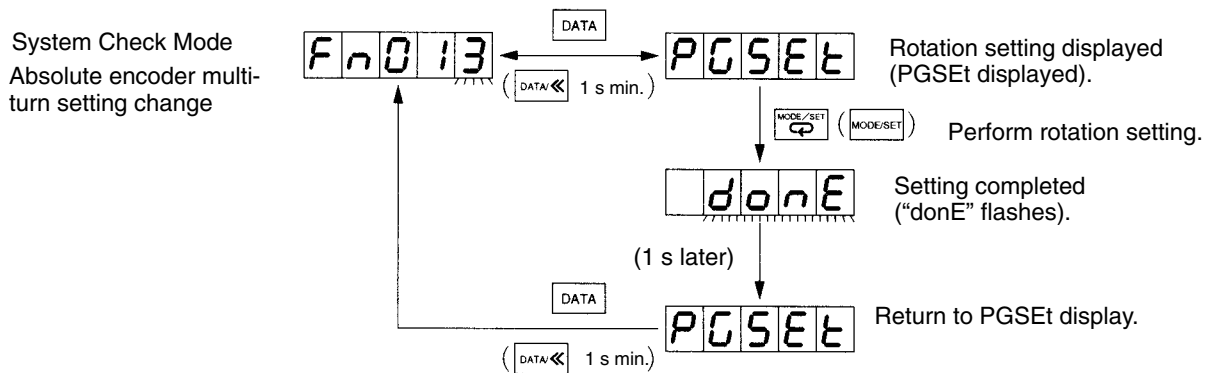 System Check Mode
Absolute encoder multi-
turn setting change
Fn013
DATA
(DATA/≪ 1 s min.)
PGSEt
Rotation setting displayed
(PGSEt displayed).
MODE/SET (MODE/SET)
Perform rotation setting.
donE
Setting completed
(“donE” flashes).
(1 s later)
DATA
(DATA/≪ 1 s min.)
PGSEt
Return to PGSEt display.